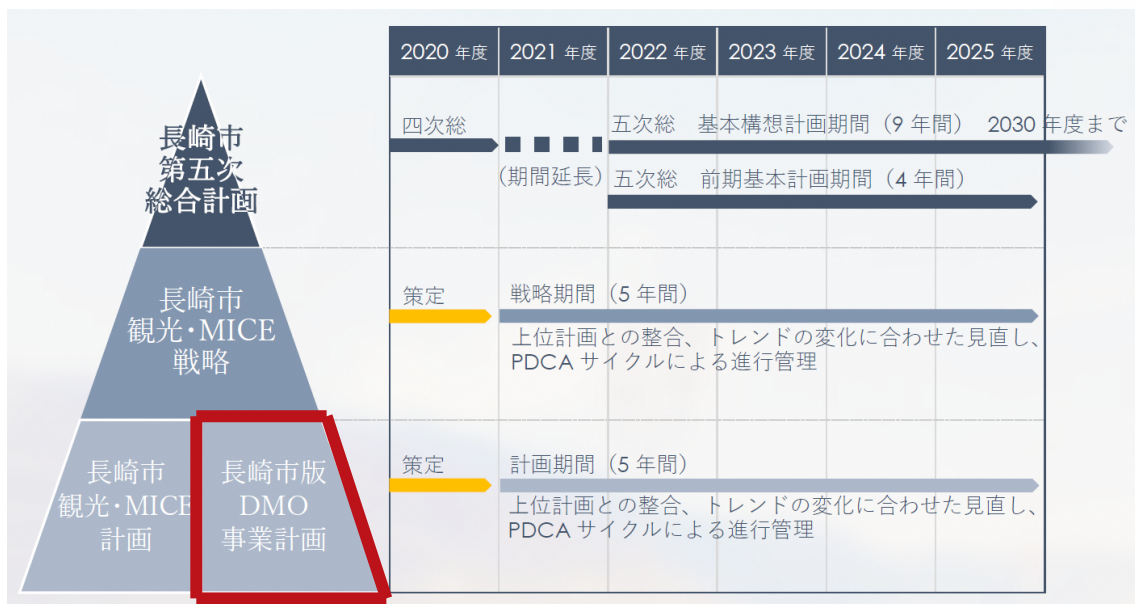 2020 年度 2021 年度 2022 年度 2023 年度 2024 年度 2025 年度
長崎市
第五次
総合計画
四次総
(期間延長)
五次総 基本構想計画期間（9 年間） 2030 年度まで
五次総 前期基本計画期間（4 年間）
長崎市
観光・MICE
戦略
策定
戦略期間（5 年間）
上位計画との整合、トレンドの変化に合わせた見直し、
PDCA サイクルによる進行管理
長崎市
観光・MICE
計画
長崎市版
DMO
事業計画
策定
計画期間（5 年間）
上位計画との整合、トレンドの変化に合わせた見直し、
PDCA サイクルによる進行管理